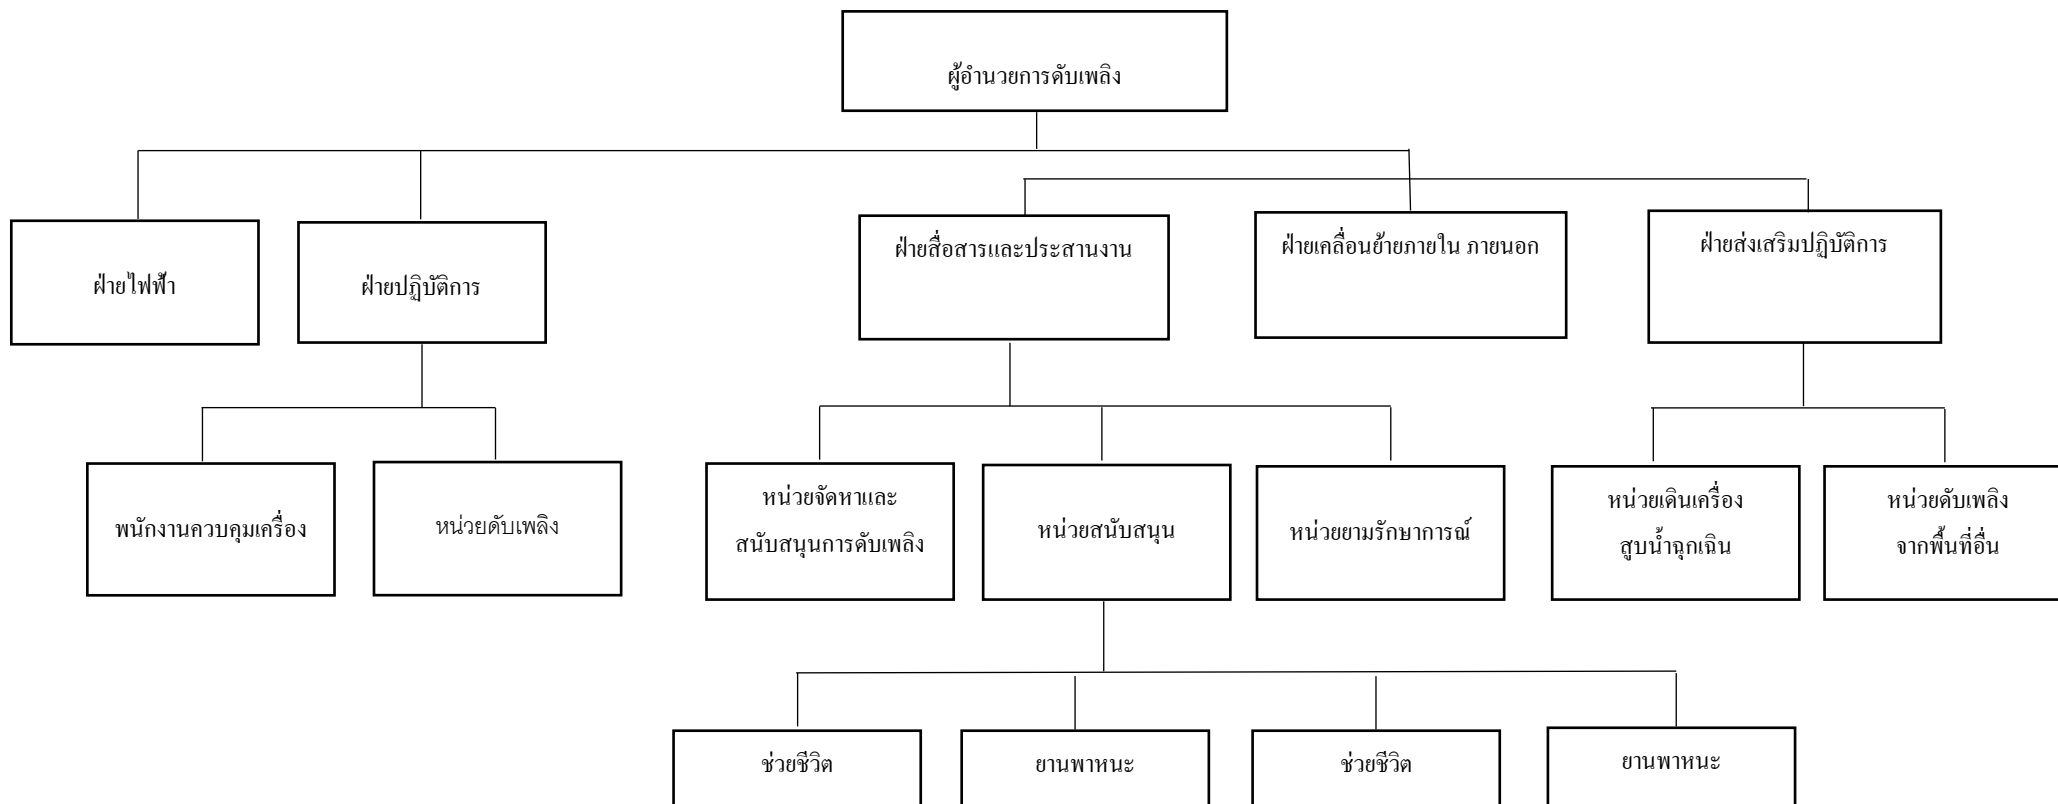 ผู้อำนวยการดับเพลิง
ฝ่ายไฟฟ้า
ฝ่ายปฏิบัติการ
ฝ่ายสื่อสารและประสานงาน
ฝ่ายเคลื่อนย้ายภายใน ภายนอก
ฝ่ายส่งเสริมปฏิบัติการ
พนักงานควบคุมเครื่อง
หน่วยดับเพลิง
หน่วยจัดหาและ
สนับสนุนการดับเพลิง
หน่วยสนับสนุน
หน่วยยามรักษาการณ์
หน่วยเดินเครื่อง
สูบน้ำฉุกเฉิน
หน่วยดับเพลิง
จากพื้นที่อื่น
ช่วยชีวิต
ยานพาหนะ
ช่วยชีวิต
ยานพาหนะ